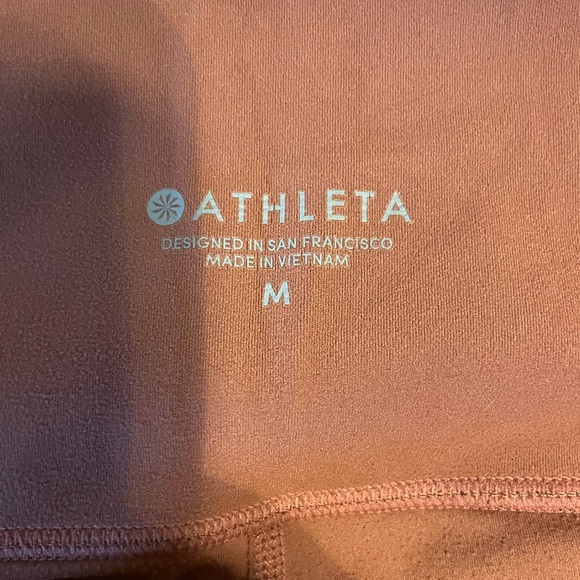 ATHLETA
DESIGNED IN SAN FRANCISCO
MADE IN VIETNAM
M